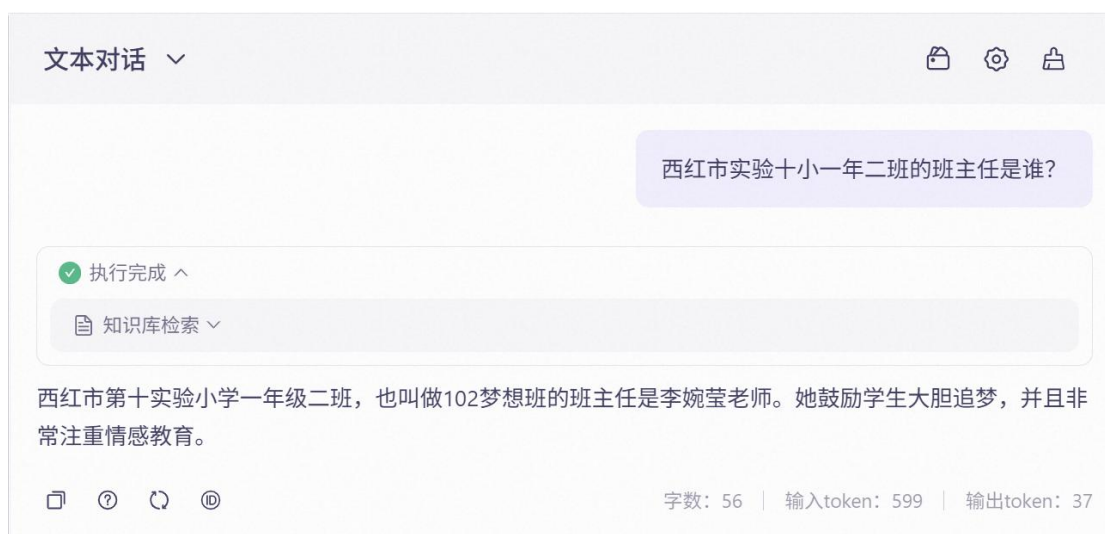 文本对话
西红市实验十小一年二班的班主任是谁？
执行完成
知识库检索
西红市第十实验小学一年级二班，也叫做102梦想班的班主任是李婉莹老师。她鼓励学生大胆追梦，并且非
常注重情感教育。
字数：56 输入token：599 输出token：37